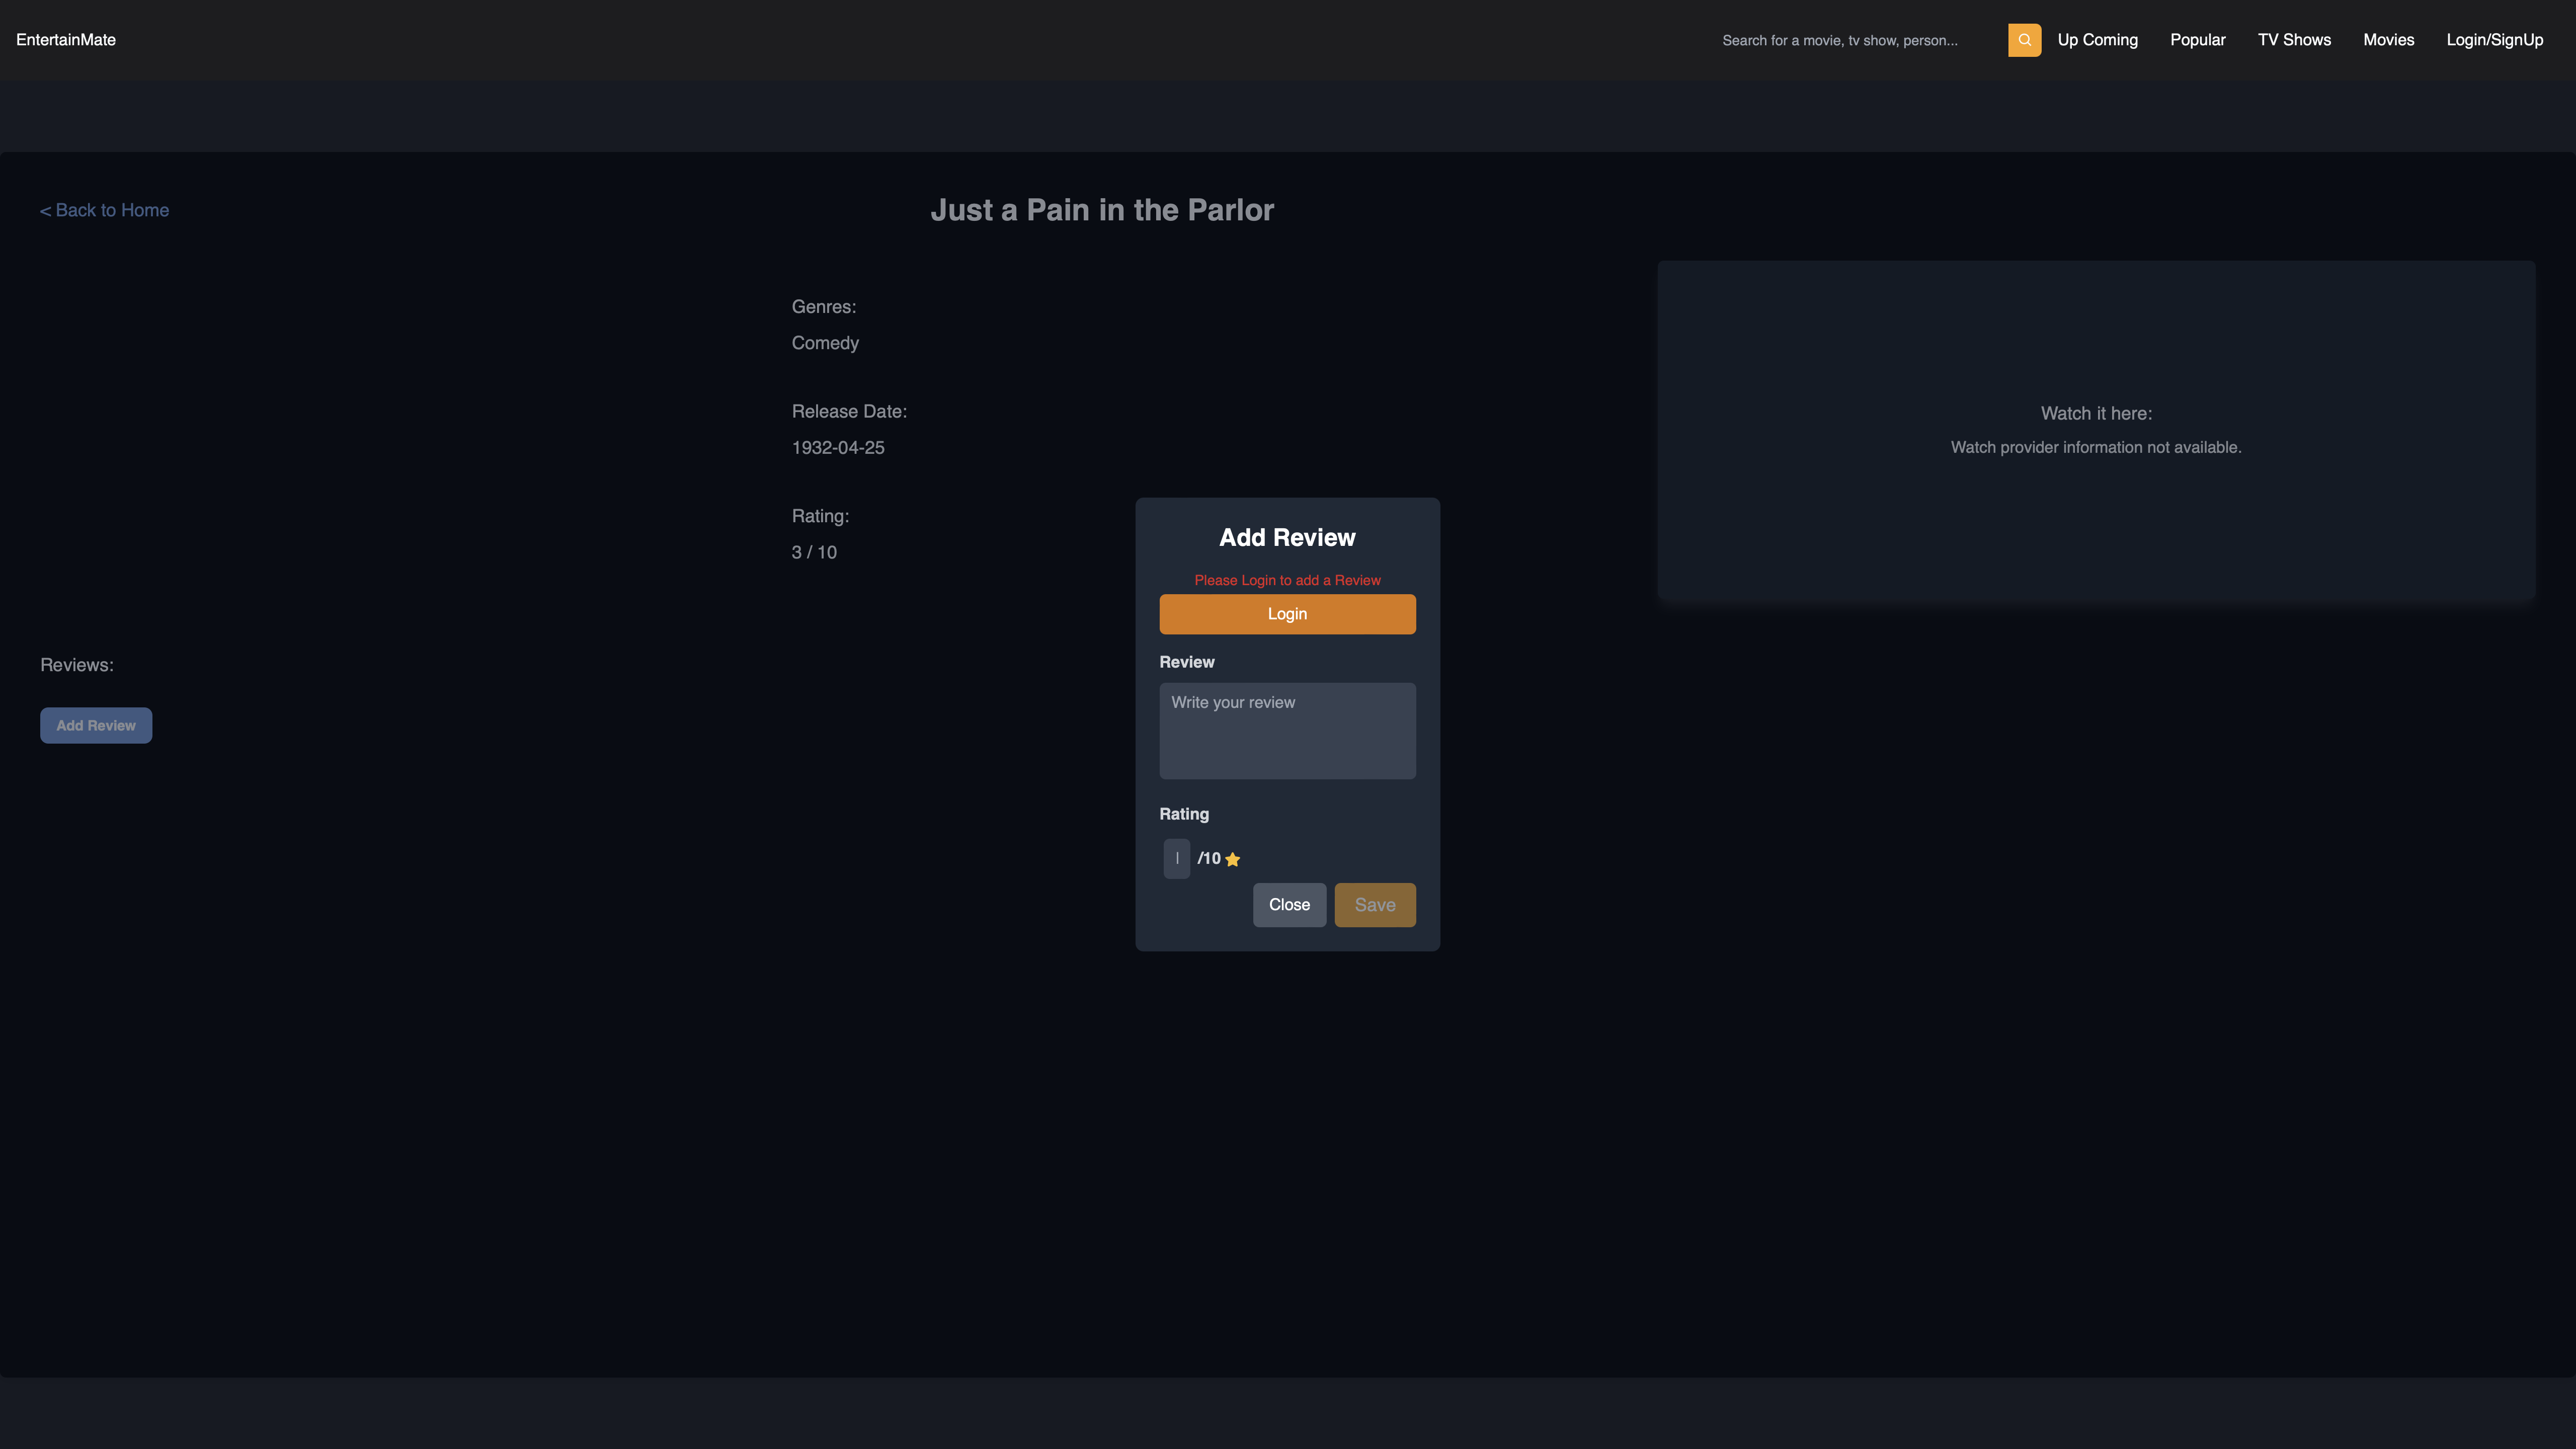 EntertainMate
Search for a movie, tv show, person...
Up Coming
Popular
TV Shows
Movies
Login/SignUp
< Back to Home
Just a Pain in the Parlor
Genres:
Comedy
Release Date:
1932-04-25
Rating:
3 / 10
Watch it here:
Watch provider information not available.
Reviews:
Add Review
Add Review
Please Login to add a Review
Login
Review
Write your review
Rating
/10
Close
Save